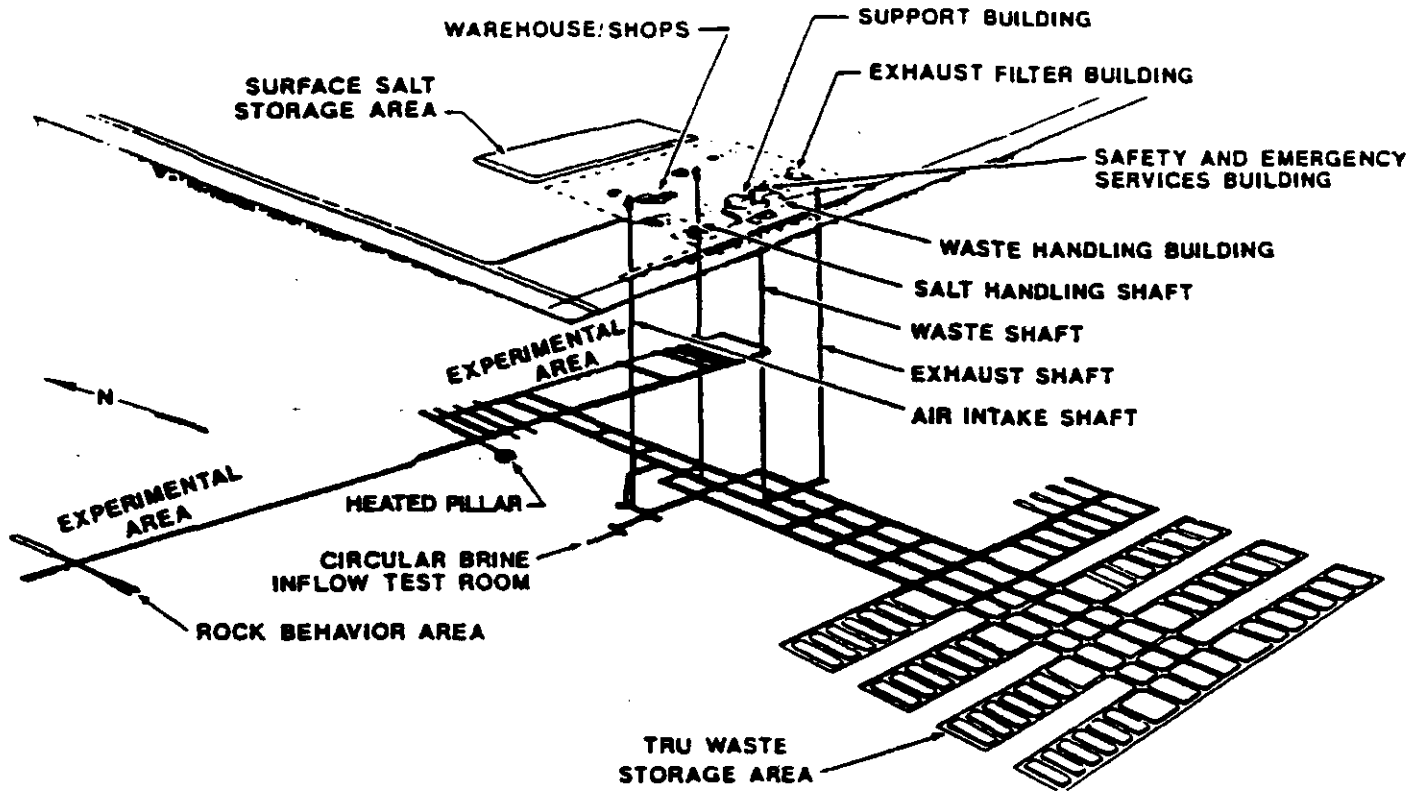 WAREHOUSE/SHOPS
SUPPORT BUILDING
EXHAUST FILTER BUILDING
SURFACE SALT
STORAGE AREA
SAFETY AND EMERGENCY
SERVICES BUILDING
WASTE HANDLING BUILDING
SALT HANDLING SHAFT
WASTE SHAFT
EXHAUST SHAFT
AIR INTAKE SHAFT
EXPERIMENTAL
AREA
N
HEATED PILLAR
EXPERIMENTAL
AREA
CIRCULAR BRINE
INFLOW TEST ROOM
ROCK BEHAVIOR AREA
TRU WASTE
STORAGE AREA